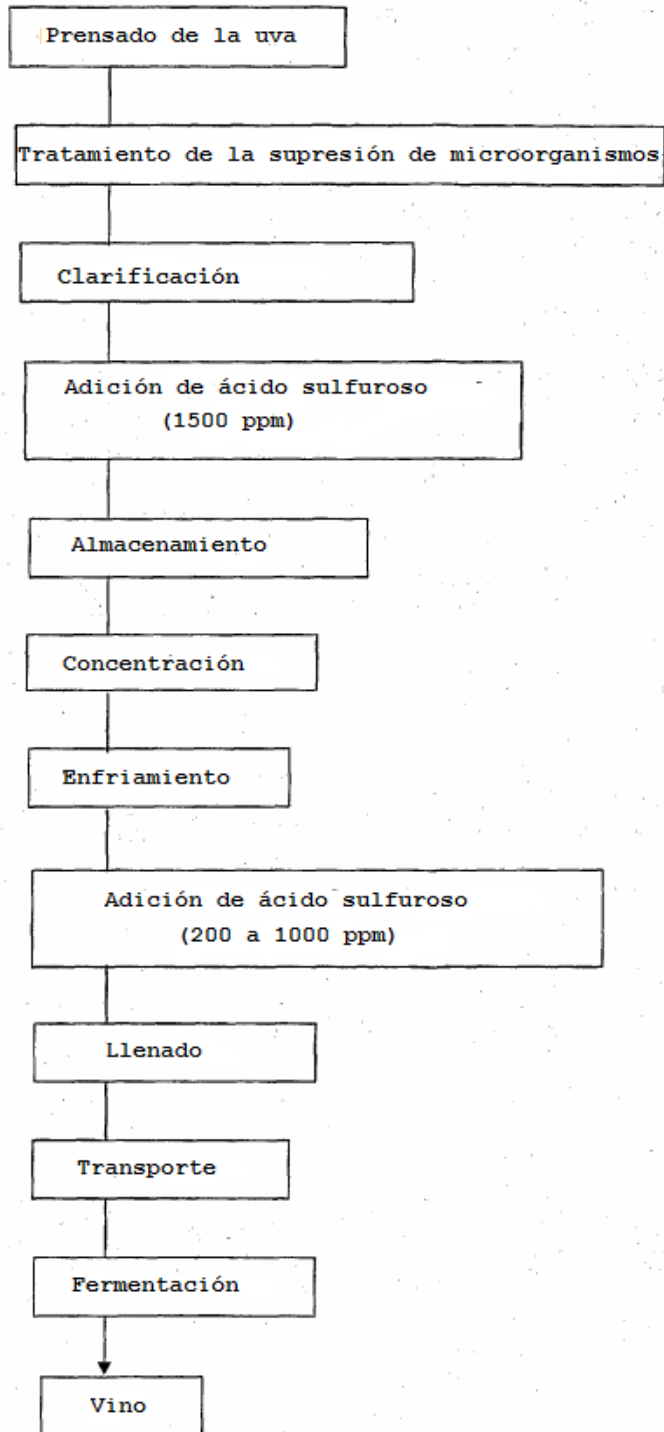 Prensado de la uva
Tratamiento de la supresión de microorganismos
Clarificación
Adición de ácido sulfuroso
(1500 ppm)
Almacenamiento
Concentración
Enfriamiento
Adición de ácido sulfuroso
(200 a 1000 ppm)
Llenado
Transporte
Fermentación
Vino